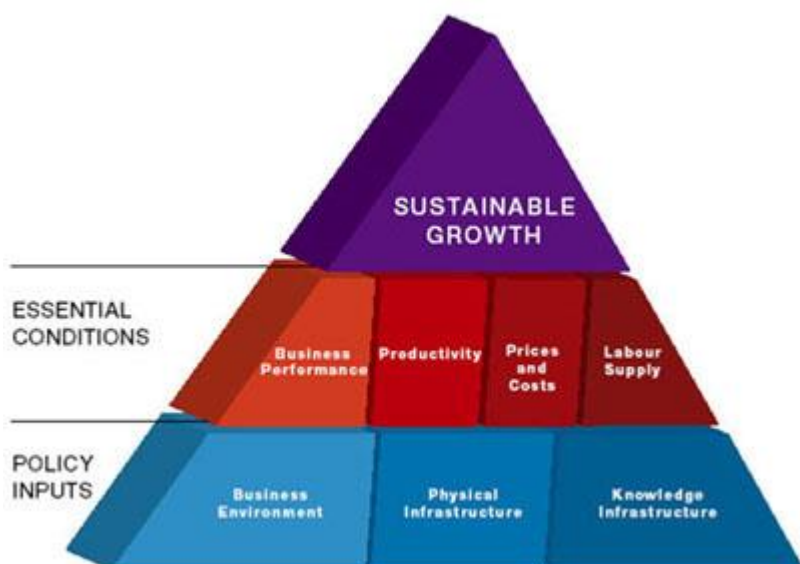 SUSTAINABLE
GROWTH
ESSENTIAL
CONDITIONS
Business
Performance
Productivity
Prices
and
Costs
Labour
Supply
POLICY
INPUTS
Business
Environment
Physical
Infrastructure
Knowledge
Infrastructure